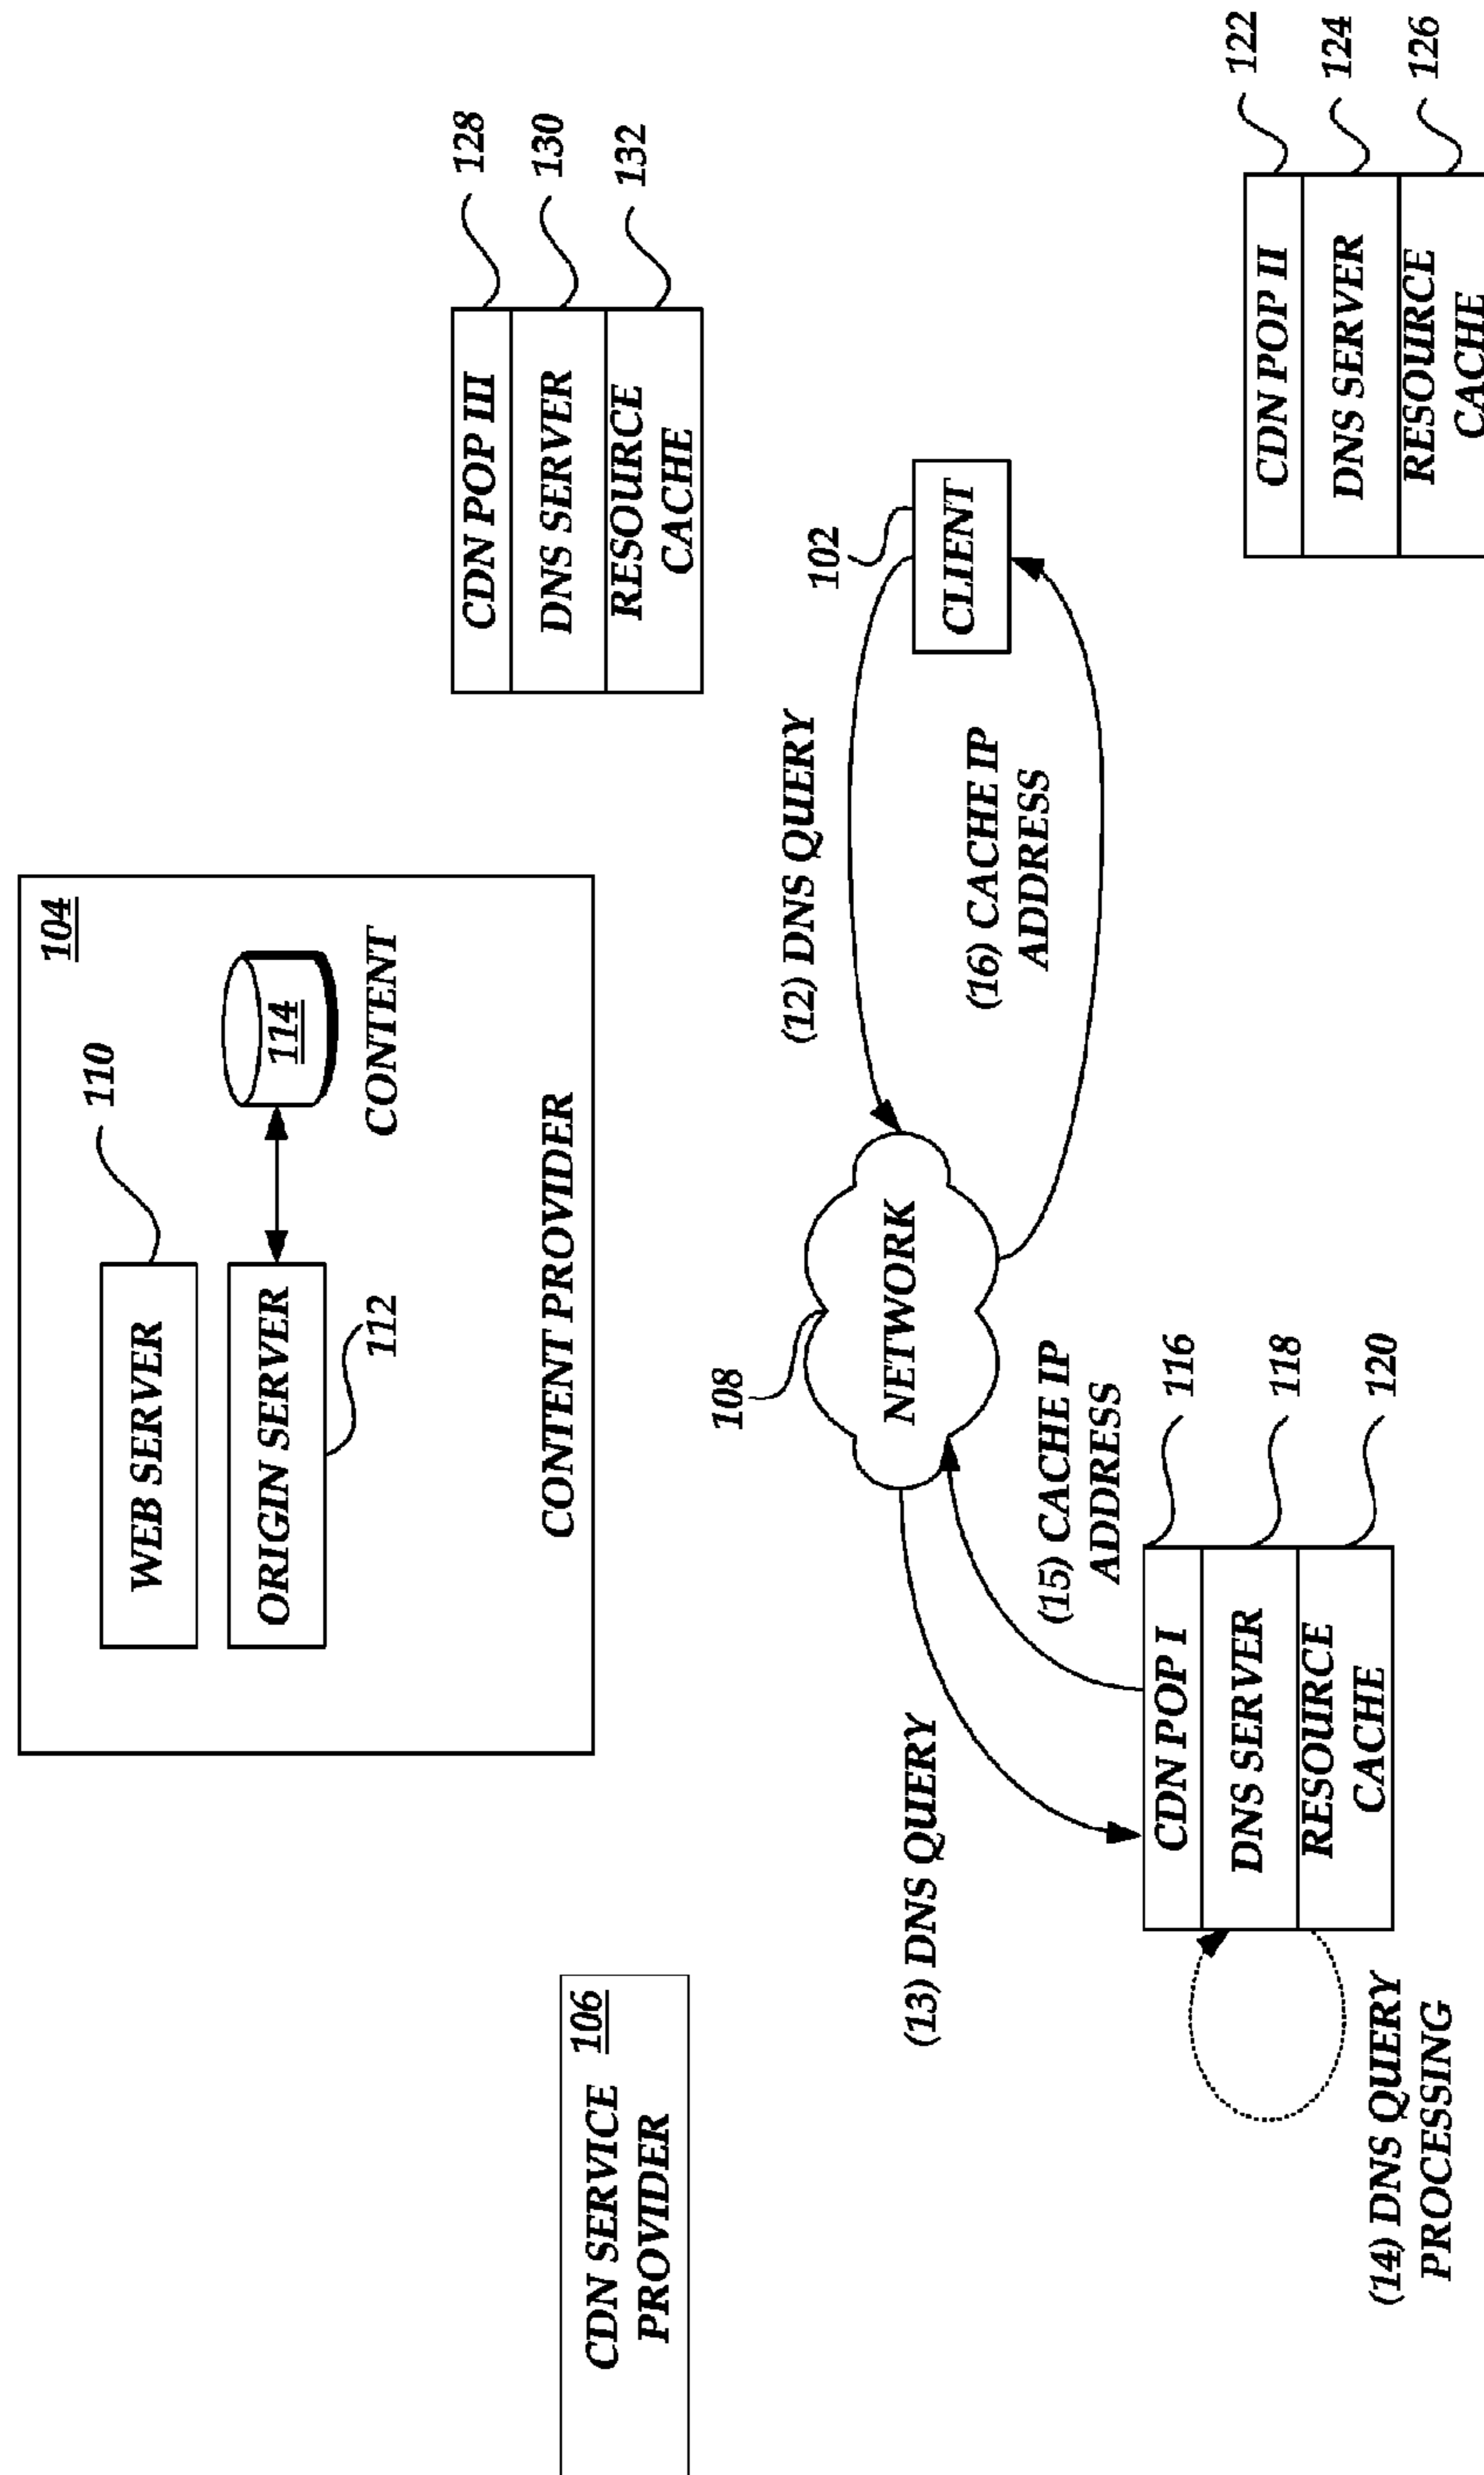 104
WEB SERVER
110
ORIGIN SERVER
112
114
CONTENT
CONTENT PROVIDER
CDN SERVICE
PROVIDER
106
CDN POP III
DNS SERVER
RESOURCE
CACHE
128
130
132
108
NETWORK
(12) DNS QUERY
102
CLIENT
(16) CACHE IP
ADDRESS
(13) DNS QUERY
(15) CACHE IP
ADDRESS
CDN POP I
DNS SERVER
RESOURCE
CACHE
116
118
120
(14) DNS QUERY
PROCESSING
CDN POP II
DNS SERVER
RESOURCE
CACHE
122
124
126